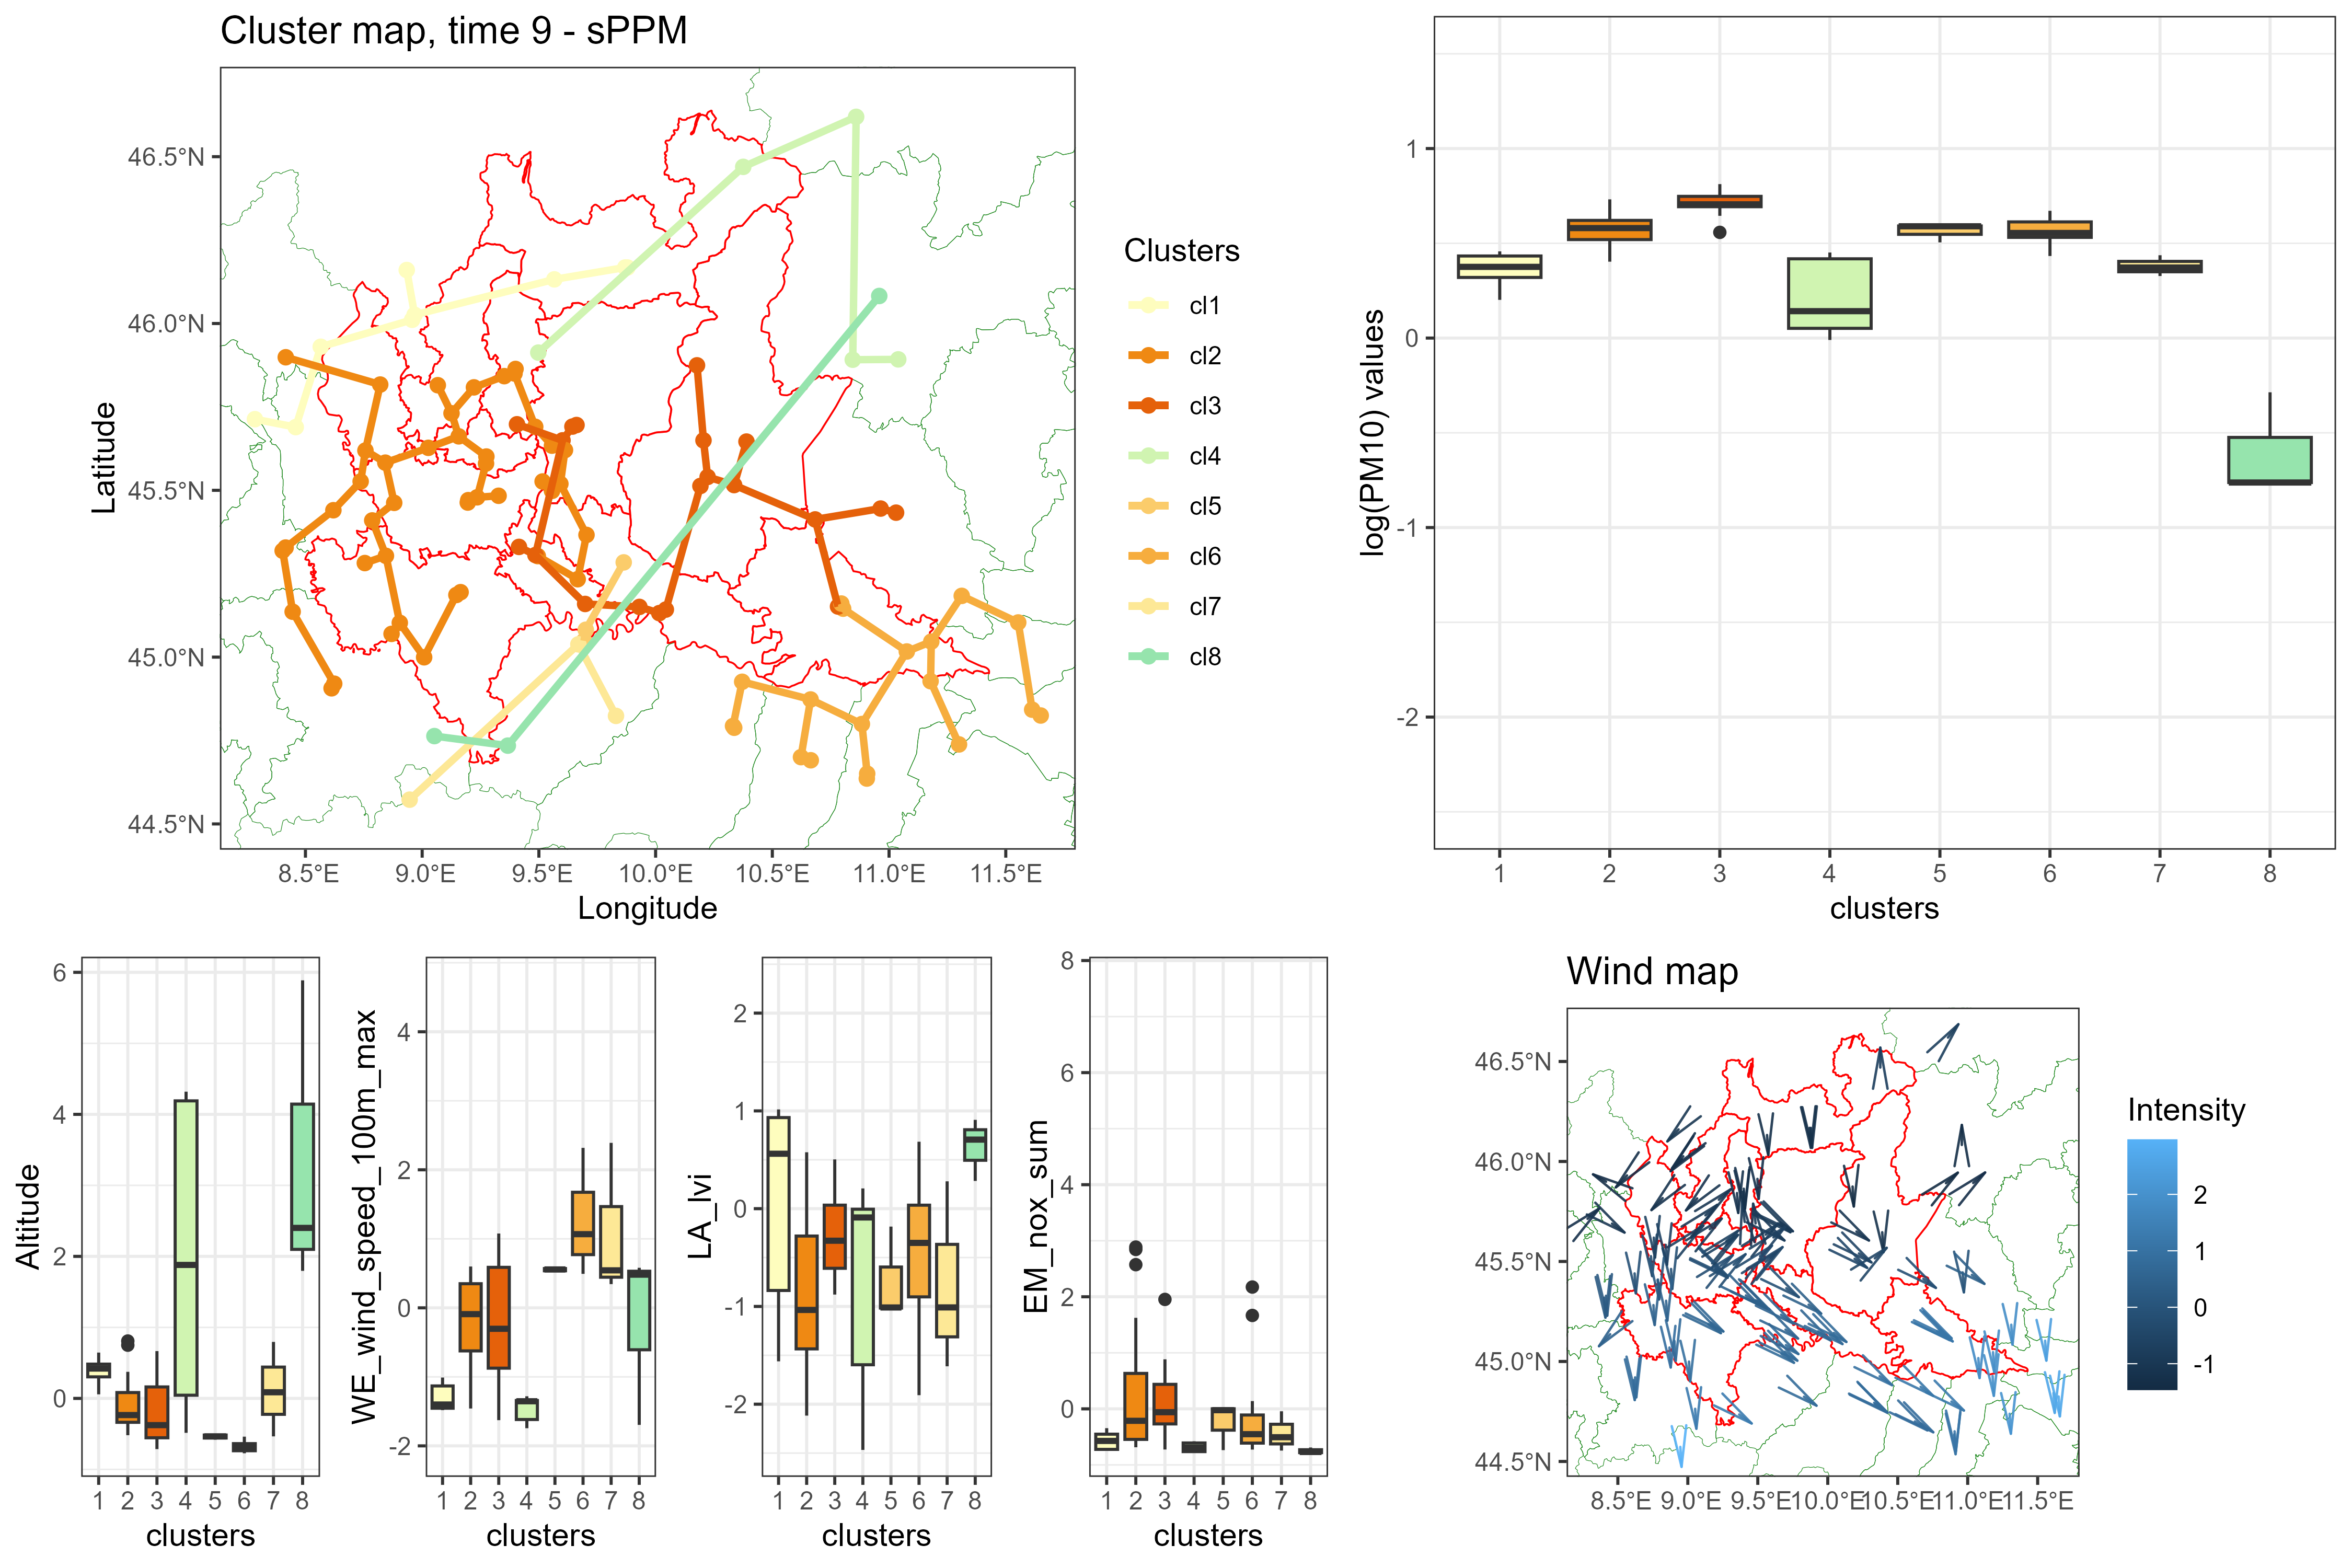 Cluster map, time 9 - sPPM
46.5°N
46.0°N
45.5°N
45.0°N
44.5°N
Latitude
8.5°E 9.0°E 9.5°E 10.0°E 10.5°E 11.0°E 11.5°E
Longitude
Clusters
cl1
cl2
cl3
cl4
cl5
cl6
cl7
cl8
log(PM10) values
1
0
-1
-2
1 2 3 4 5 6 7 8
clusters
Altitude
6
4
2
0
1 2 3 4 5 6 7 8
clusters
WE_wind_speed_100m_max
4
2
0
-2
1 2 3 4 5 6 7 8
clusters
LA_lvi
2
1
0
-1
-2
1 2 3 4 5 6 7 8
clusters
EM_nox_sum
8
6
4
2
0
1 2 3 4 5 6 7 8
clusters
Wind map
46.5°N
46.0°N
45.5°N
45.0°N
44.5°N
8.5°E 9.0°E 9.5°E 10.0°E 10.5°E 11.0°E 11.5°E
Intensity
2
1
0
-1